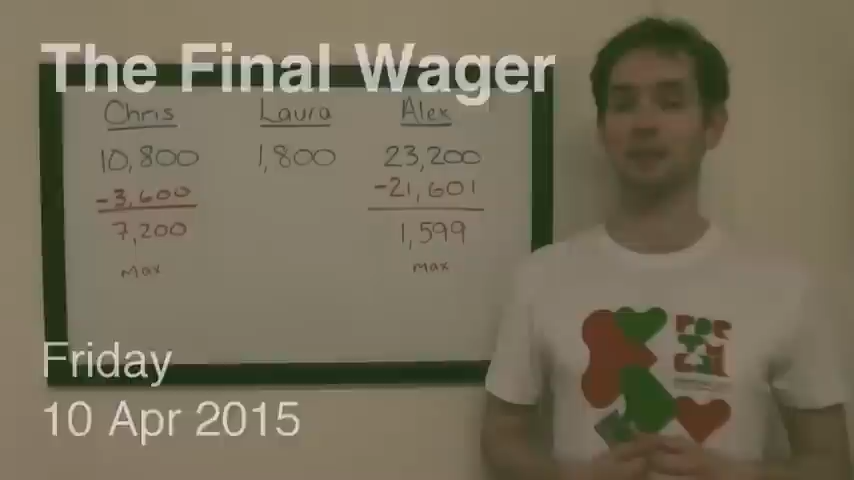 The Final Wager
Chris Laura Alex
10,800 1,800 23,200
-3,600 -21,601
7,200 1,599
Max Max
Friday
10 Apr 2015